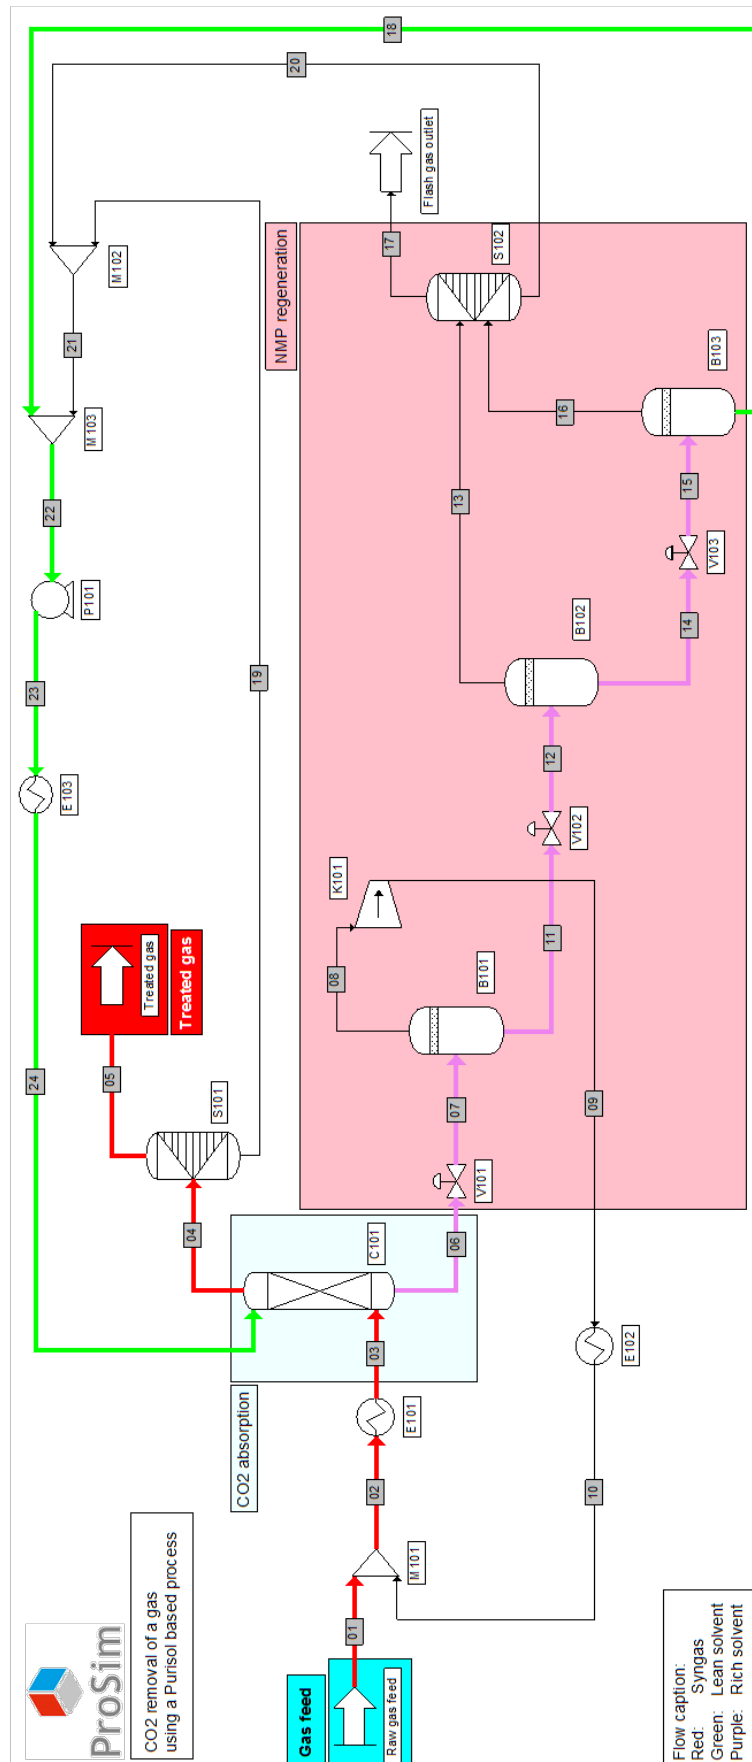 ProSim
CO2 removal of a gas
using a Purisol based process
Gas feed
Raw gas feed
01
M101
02
E101
03
CO2 absorption
C101
04
S101
05
Treated gas
Treated gas
06
V101
07
B101
08
K101
09
E102
10
11
V102
12
B102
13
14
V103
15
B103
16
S102
17
Flash gas outlet
NMP regeneration
18
19
20
M102
21
M103
22
P101
23
E103
24
Flow caption:
Red: Syngas
Green: Lean solvent
Purple: Rich solvent